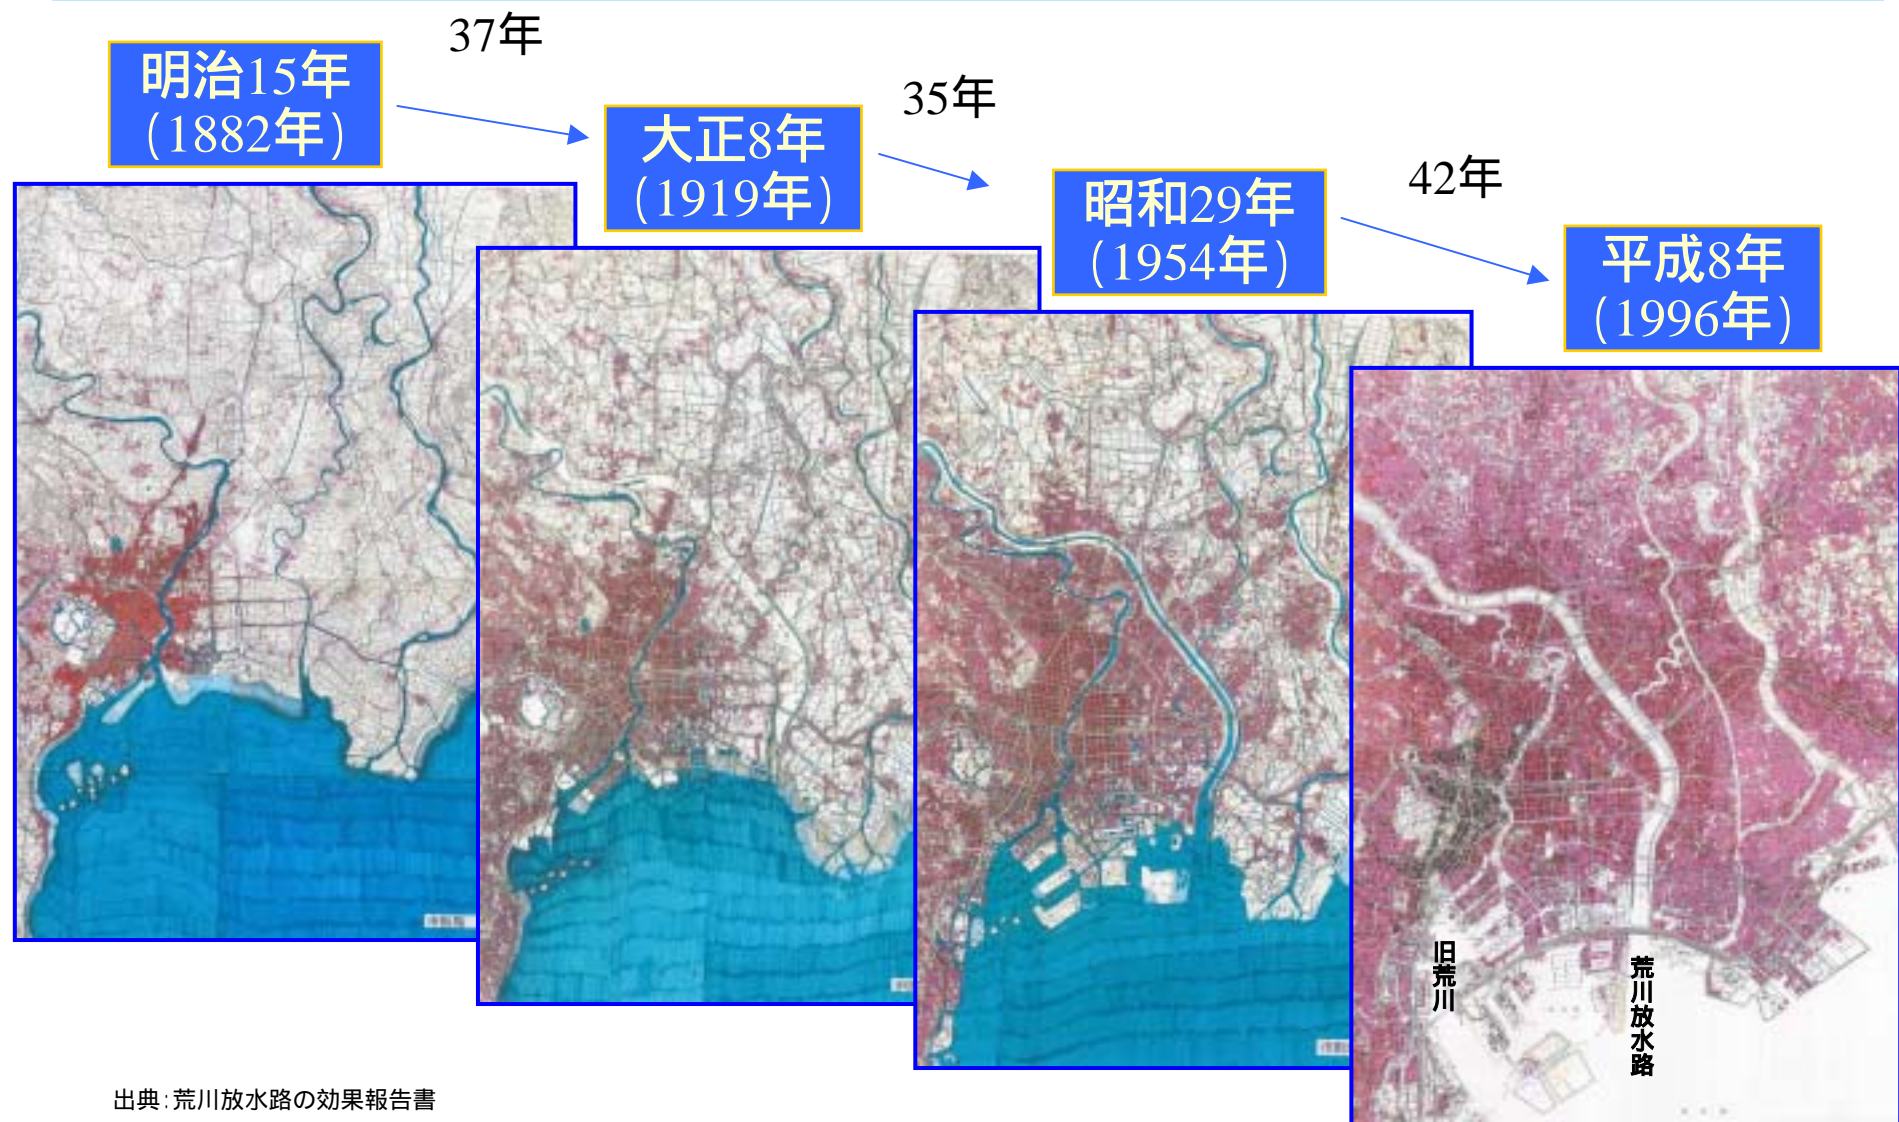 37年
明治15年
(1882年)
35年
大正8年
(1919年)
42年
昭和29年
(1954年)
平成8年
(1996年)
旧荒川
荒川放水路
出典:荒川放水路の効果報告書